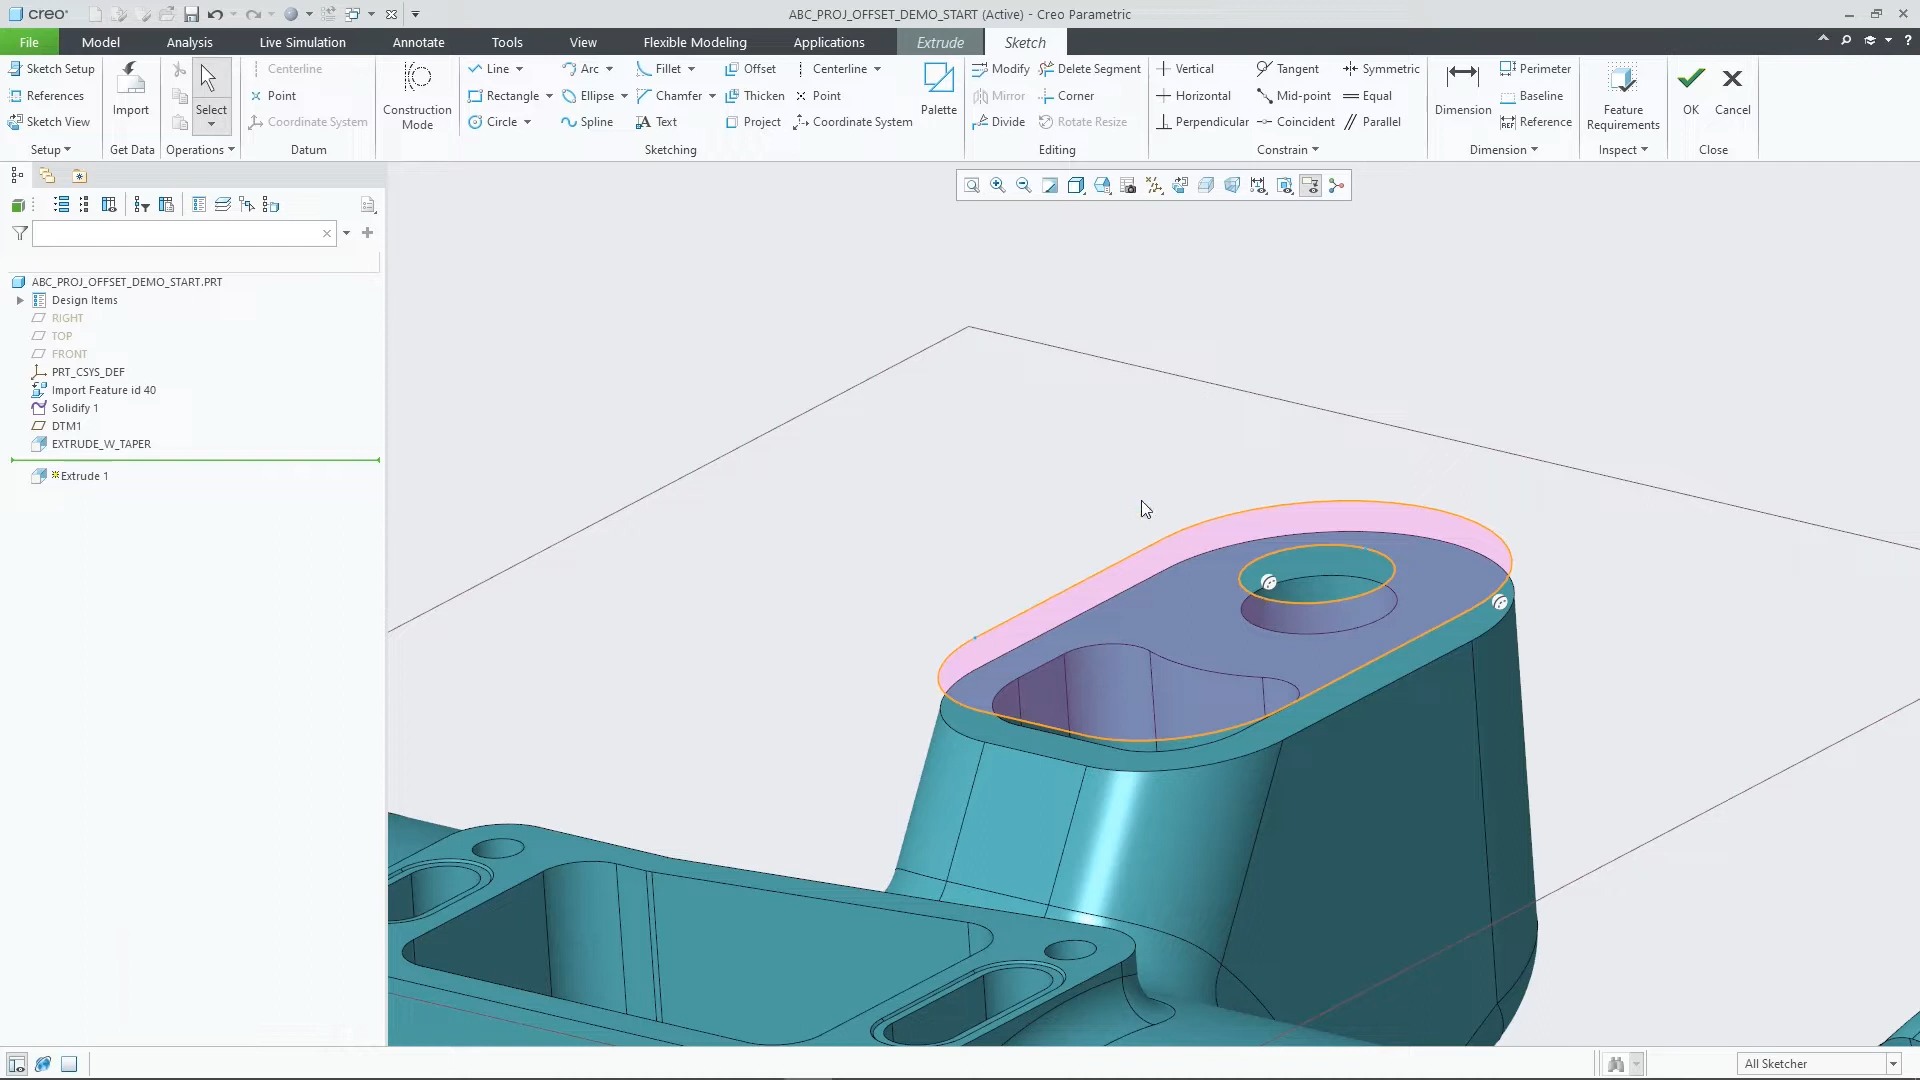 creo
ABC_PROJ_OFFSET_DEMO_START (Active) - Creo Parametric
File Model Analysis Live Simulation Annotate Tools View Flexible Modeling Applications Extrude Sketch
Sketch Setup
References
Sketch View
Setup
Import
Get Data
Select
Operations
Centerline
Point
Coordinate System
Datum
Construction
Mode
Line Arc Fillet Offset Centerline
Rectangle Ellipse Chamfer Thicken Point
Circle Spline Text Project Coordinate System
Palette
Sketching
Modify Delete Segment
Mirror Corner
Divide Rotate Resize
Editing
Vertical Tangent Symmetric
Horizontal Mid-point Equal
Perpendicular Coincident Parallel
Constrain
Dimension
Perimeter
Baseline
REF Reference
Dimension
Feature
Requirements
Inspect
OK Cancel
Close
ABC_PROJ_OFFSET_DEMO_START.PRT
Design Items
RIGHT
TOP
FRONT
PRT_CSYS_DEF
Import Feature id 40
Solidify 1
DTM1
EXTRUDE_W_TAPER
Extrude 1
All Sketcher